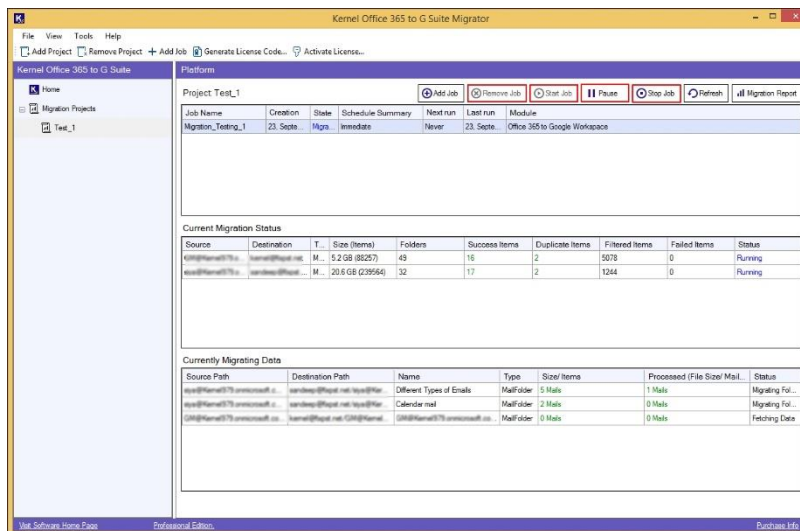 Kernel Office 365 to G Suite Migrator
File View Tools Help
Add Project Remove Project Add Job Generate License Code... Activate License...
Kernel Office 365 to G Suite Platform
Home
Migration Projects
Test_1
Project Test_1 Add Job Remove Job Start Job Pause Stop Job Refresh Migration Report
Job Name Creation State Schedule Summary Next run Last run Module
Migration_Testing_1 23. Septe... Migra... Immediate Never 23. Septe... Office 365 to Google Workspace
Current Migration Status
Source Destination T... Size (Items) Folders Success Items Duplicate Items Filtered Items Failed Items Status
M... 5.2 GB (88257) 49 16 2 5078 0 Running
M... 20.6 GB (239564) 32 17 2 1244 0 Running
Currently Migrating Data
Source Path Destination Path Name Type Size/ Items Processed (File Size/ Mail... Status
Different Types of Emails MailFolder 5 Mails 1 Mails Migrating Fol...
Calendar mail MailFolder 2 Mails 0 Mails Migrating Fol...
MailFolder 0 Mails 0 Mails Fetching Data
Visit Software Home Page Professional Edition. Purchase Info